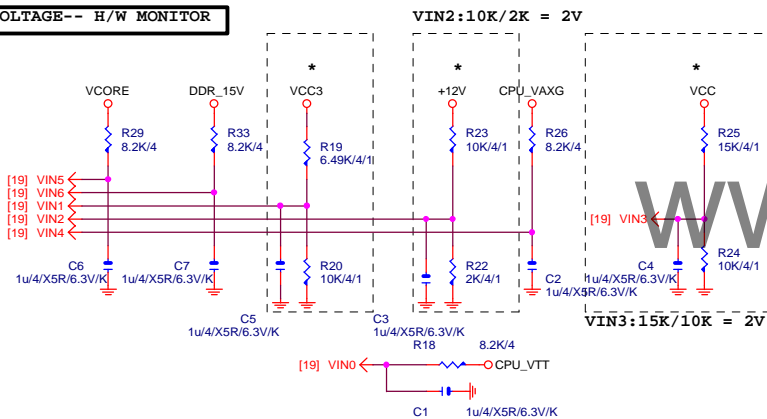 OLTAGE-- H/W MONITOR
VIN2:10K/2K = 2V
*
*
*
VCORE
DDR_15V
VCC3
+12V
CPU_VAXG
VCC
R29
8.2K/4
R33
8.2K/4
R19
6.49K/4/1
R23
10K/4/1
R26
8.2K/4
R25
15K/4/1
[19] VIN5
[19] VIN6
[19] VIN1
[19] VIN2
[19] VIN4
[19] VIN3
C6
1u/4/X5R/6.3V/K
C7
1u/4/X5R/6.3V/K
R20
10K/4/1
R22
2K/4/1
C2
1u/4/X5R/6.3V/K
C4
1u/4/X5R/6.3V/K
R24
10K/4/1
C5
1u/4/X5R/6.3V/K
C3
1u/4/X5R/6.3V/K
VIN3:15K/10K = 2V
R18
8.2K/4
[19] VIN0
CPU_VTT
C1
1u/4/X5R/6.3V/K